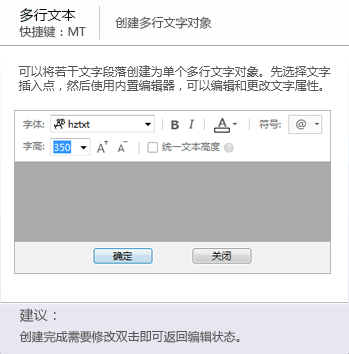 多行文本
快捷键：MT
创建多行文字对象
可以将若干文字段落创建为单个多行文字对象。先选择文字
插入点，然后使用内置编辑器，可以编辑和更改文字属性。
字体: hztxt B I A 符号: @
字高: 350 A^ A˅ 统一文本高度 ?
确定 关闭
建议：
创建完成需要修改双击即可返回编辑状态。